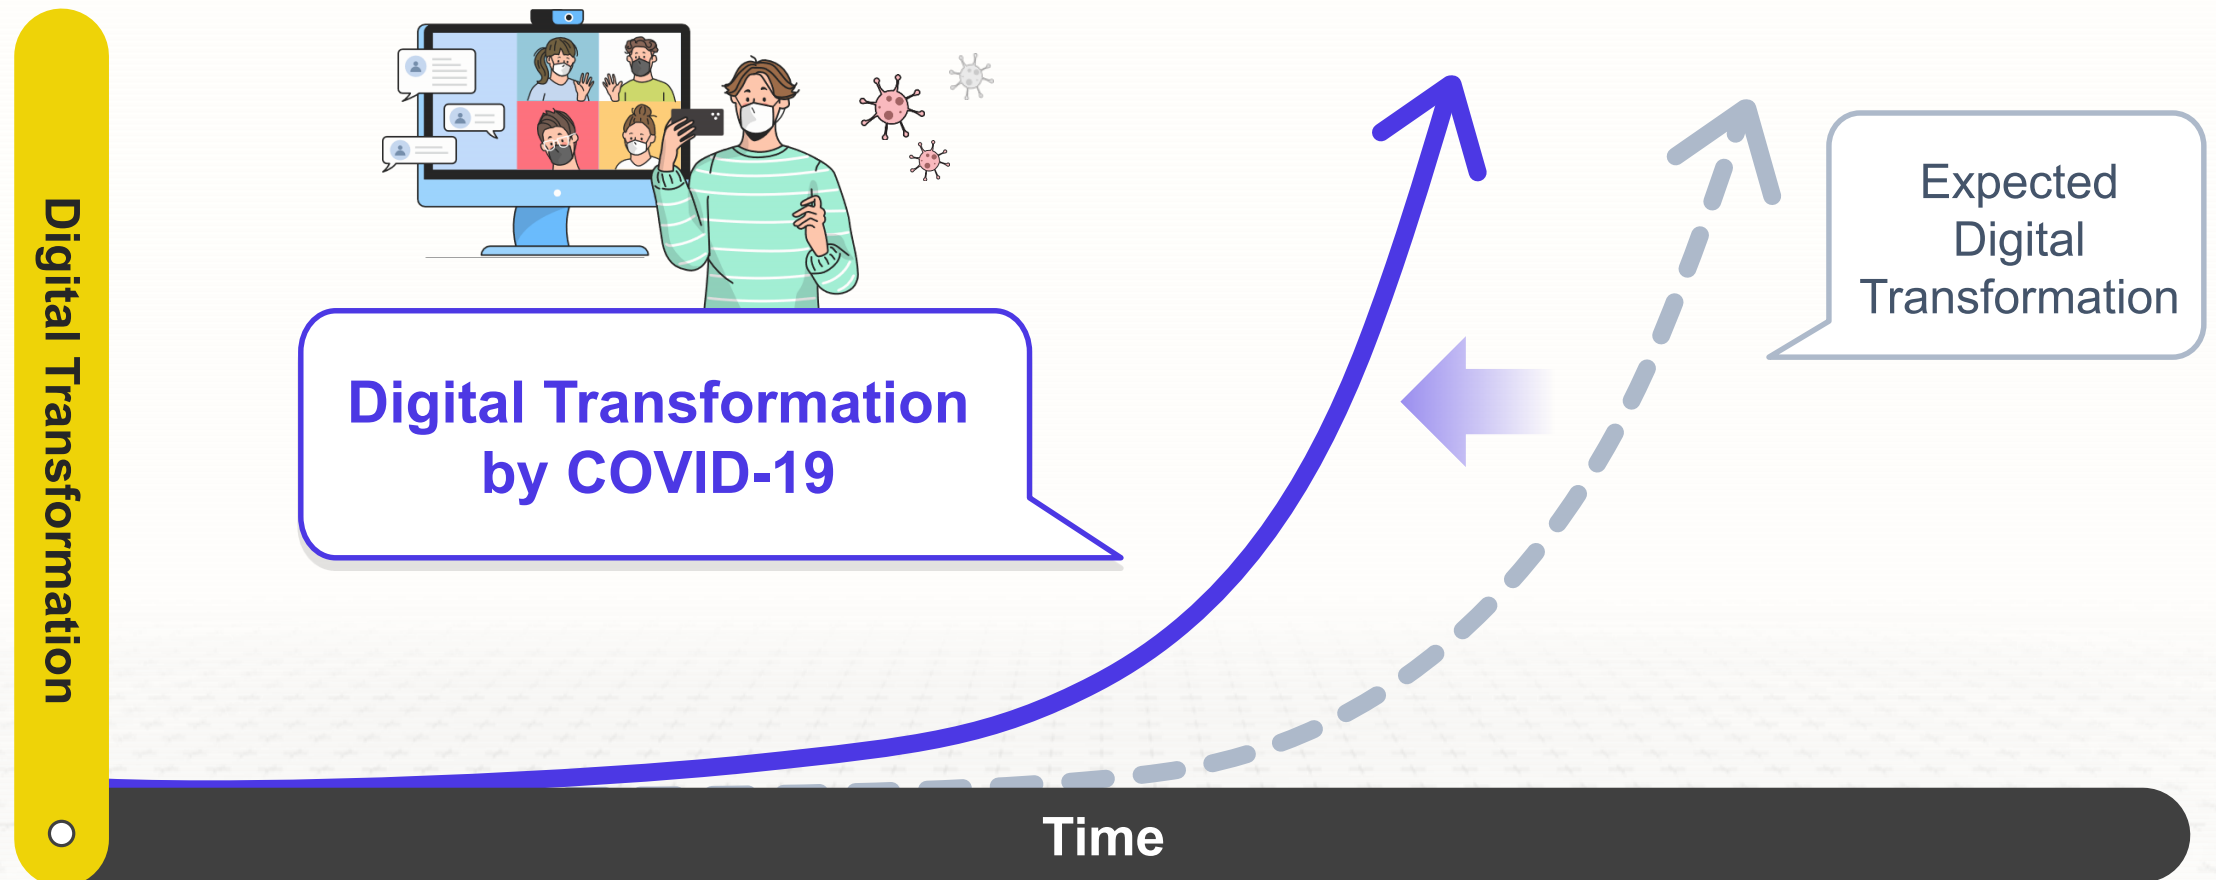 Digital Transformation
Digital Transformation
by COVID-19
Expected
Digital
Transformation
Time